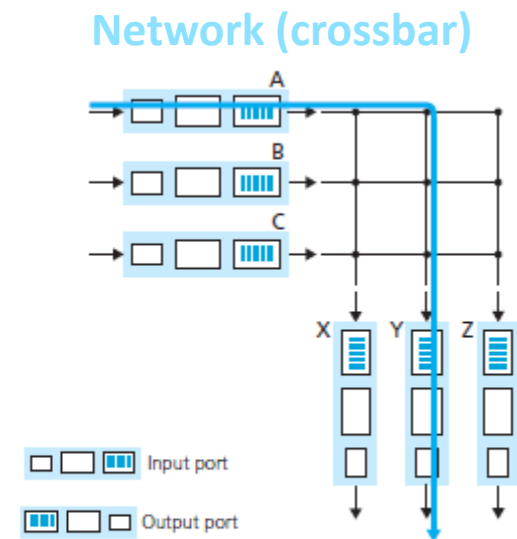 Network (crossbar)
A
B
C
X Y Z
Input port
Output port